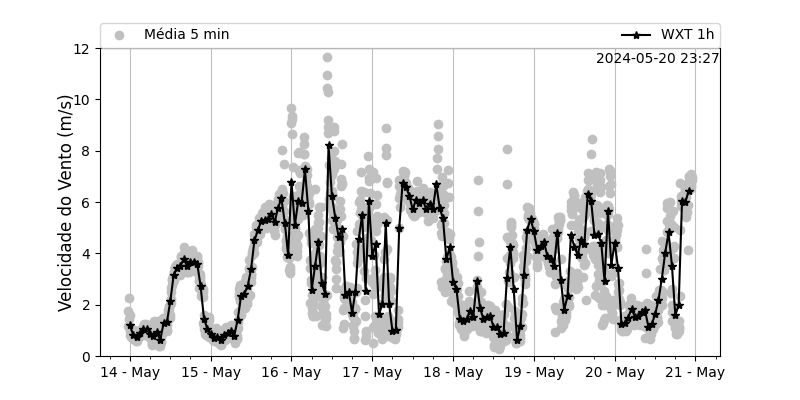 Média 5 min
WXT 1h
2024-05-20 23:27
Velocidade do Vento (m/s)
12
10
8
6
4
2
0
14 - May
15 - May
16 - May
17 - May
18 - May
19 - May
20 - May
21 - May